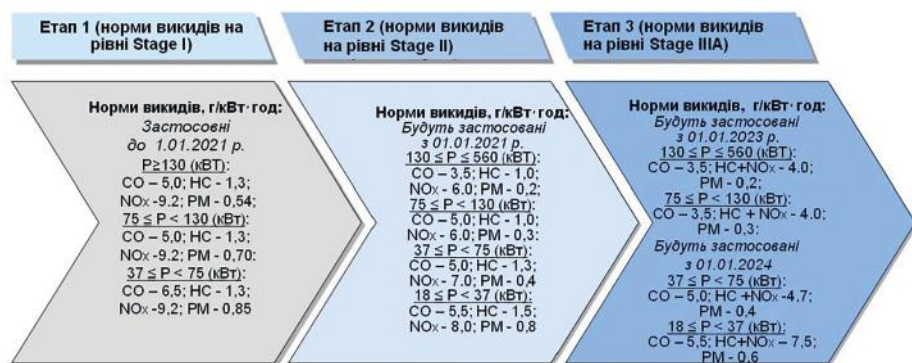 Етап 1 (норми викидів на
рівні Stage I)
Етап 2 (норми викидів
на рівні Stage II)
Етап 3 (норми викидів
на рівні Stage IIIA)
Норми викидів, г/кВт·год:
Застосовні
до 1.01.2021 р.
P≥130 (кВТ):
CO – 5,0; HC - 1,3;
NOx -9.2; PM - 0,54;
75 ≤ P < 130 (кВт):
CO – 5,0; HC - 1,3;
NOx -9.2; PM – 0,70:
37 ≤ P < 75 (кВт):
CO – 6,5; HC - 1,3;
NOx -9,2; PM - 0,85
Норми викидів, г/кВт·год:
Будуть застосовані
з 01.01.2021 р.
130 ≤ P ≤ 560 (кВт):
CO – 3,5; HC - 1,0;
NOx - 6.0; PM - 0,2;
75 ≤ P < 130 (кВт):
CO – 5,0; HC - 1,0;
NOx - 6.0; PM - 0,3:
37 ≤ P < 75 (кВт):
CO – 5,0; HC - 1,3;
NOx - 7.0; PM - 0,4
18 ≤ P < 37 (кВт):
CO – 5,5; HC - 1,5;
NOx - 8,0; PM - 0,8
Норми викидів, г/кВт·год:
Будуть застосовані
з 01.01.2023 р.
130 ≤ P ≤ 560 (кВт):
CO – 3,5; HC+NOx - 4.0;
PM - 0,2;
75 ≤ P < 130 (кВт):
CO – 3,5; HC + NOx - 4.0;
PM - 0,3:
Будуть застосовані
з 01.01.2024
37 ≤ P < 75 (кВт):
CO – 5,0; HC +NOx -4,7;
PM - 0,4
18 ≤ P < 37 (кВт):
CO – 5,5; HC+NOx – 7,5;
PM - 0,6